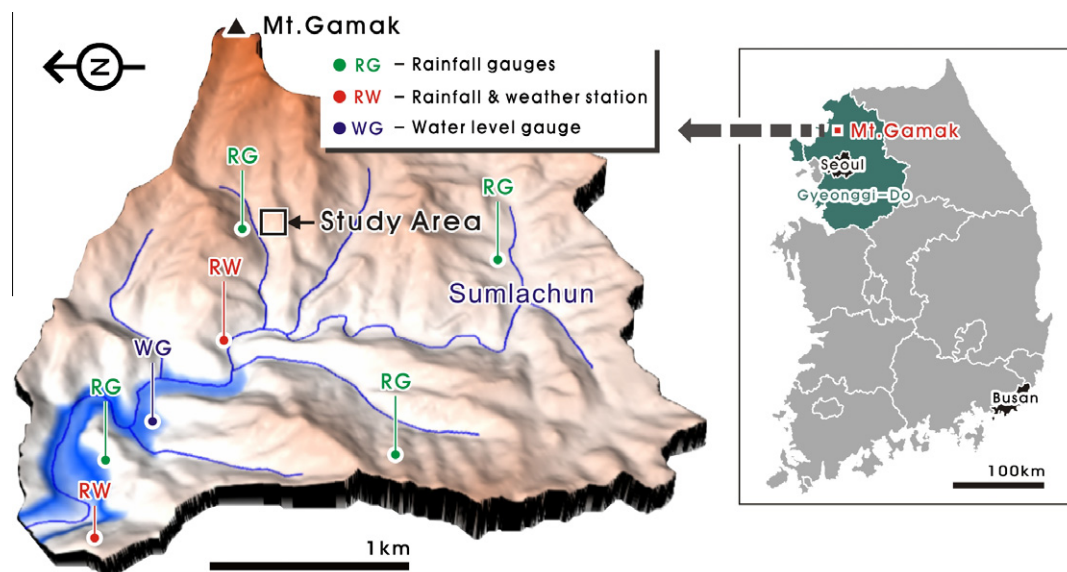 Mt.Gamak
N
RG – Rainfall gauges
RW – Rainfall & weather station
WG – Water level gauge
RG
RG
Study Area
RW
Sumlachun
WG
RG
RG
RW
1km
Mt.Gamak
Seoul
Gyeonggi-Do
Busan
100km